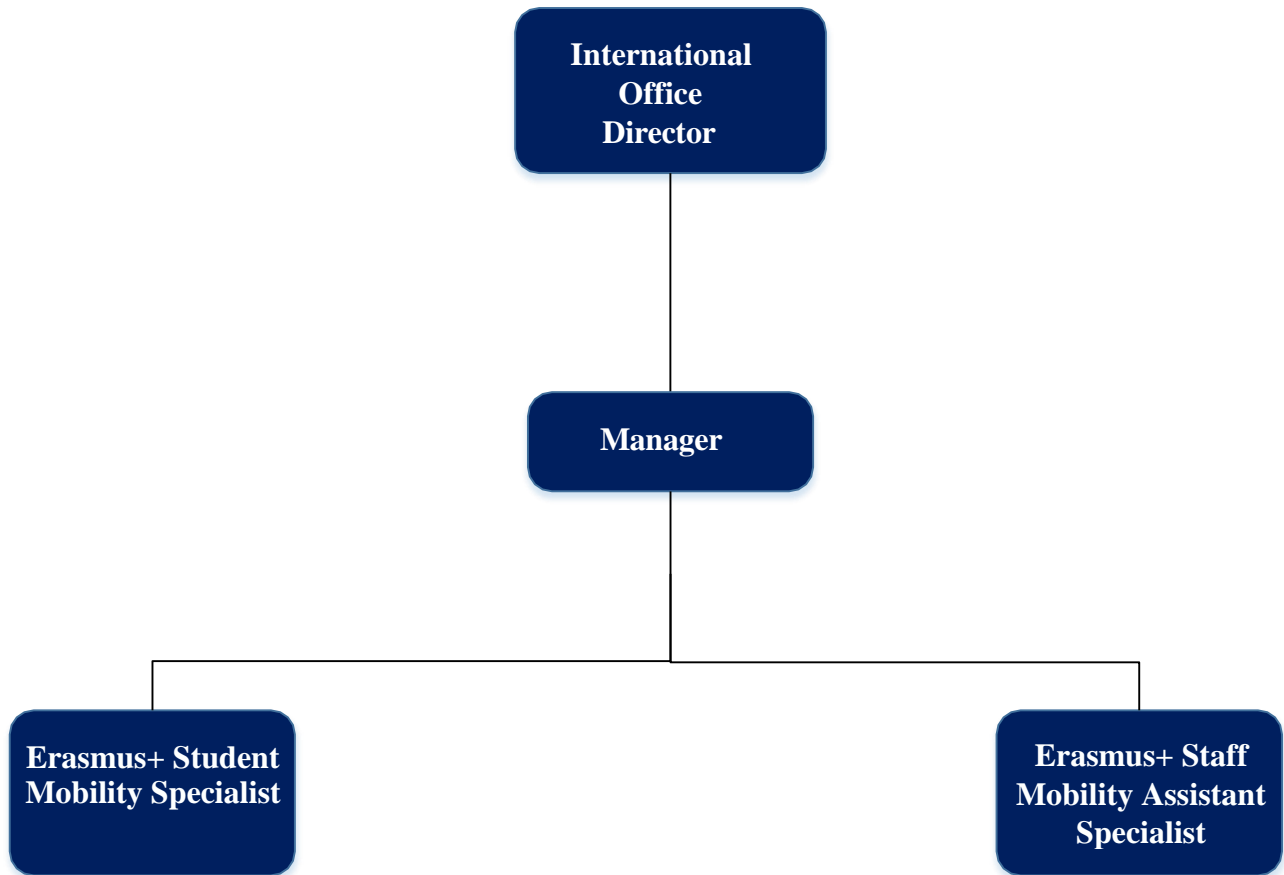 International
Office
Director
Manager
Erasmus+ Student
Mobility Specialist
Erasmus+ Staff
Mobility Assistant
Specialist